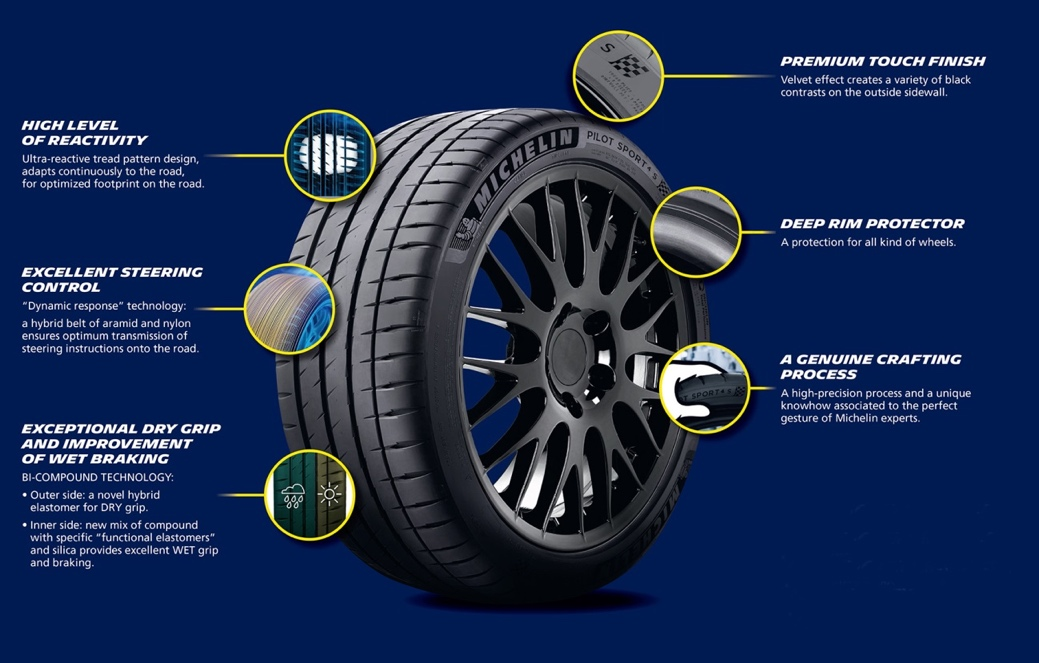 PREMIUM TOUCH FINISH
Velvet effect creates a variety of black
contrasts on the outside sidewall.
HIGH LEVEL
OF REACTIVITY
Ultra-reactive tread pattern design,
adapts continuously to the road,
for optimized footprint on the road.
S
MICHELIN
PILOT SPORT 4 S
DEEP RIM PROTECTOR
A protection for all kind of wheels.
EXCELLENT STEERING
CONTROL
“Dynamic response” technology:
a hybrid belt of aramid and nylon
ensures optimum transmission of
steering instructions onto the road.
A GENUINE CRAFTING
PROCESS
A high-precision process and a unique
knowhow associated to the perfect
gesture of Michelin experts.
T SPORT 4 S
EXCEPTIONAL DRY GRIP
AND IMPROVEMENT
OF WET BRAKING
BI-COMPOUND TECHNOLOGY:
• Outer side: a novel hybrid
elastomer for DRY grip.
• Inner side: new mix of compound
with specific “functional elastomers”
and silica provides excellent WET grip
and braking.
MICHELIN